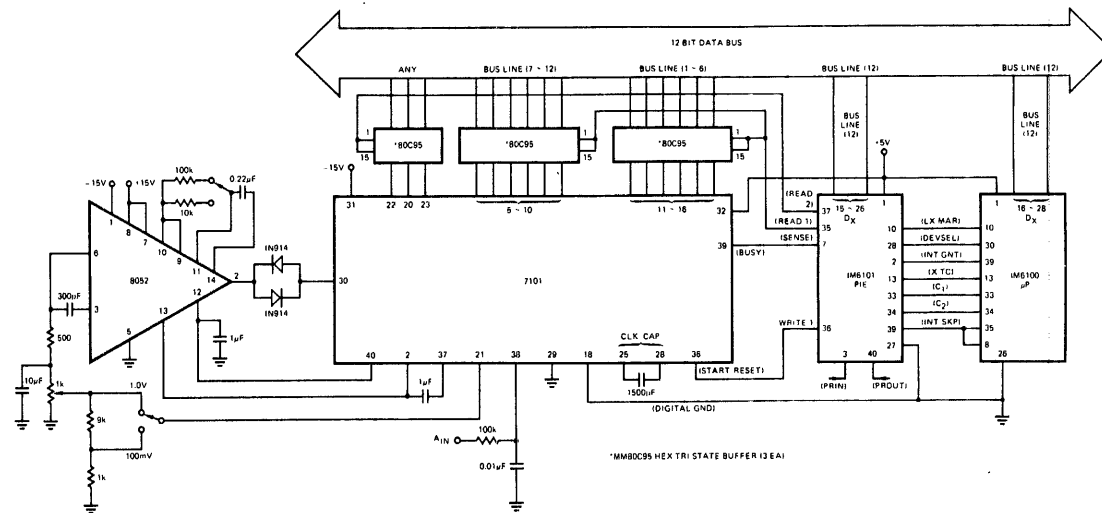 12 BIT DATA BUS
ANY
BUS LINE (7 ~ 12)
BUS LINE (1 ~ 6)
BUS LINE (12)
BUS LINE (12)
BUS
LINE
(12)
BUS
LINE
(12)
*80C95
1
15
*80C95
1
15
*80C95
1
15
+5V
-15V
31
22
20
23
5 ~ 10
11 ~ 16
32
39
30
7101
CLK CAP
25
28
40
2
37
21
38
29
18
36
1500µF
(START RESET)
(DIGITAL GND)
(READ
2)
(READ 1)
(SENSE)
(BUSY)
WRITE 1
-15V
+15V
100k
10k
0.22µF
1
8
7
10
9
11
14
6
3
8052
2
12
13
5
IN914
IN914
1µF
1µF
300µF
500
10µF
1k
1.0V
9k
100mV
1k
AIN
100k
0.01µF
*MM80C95 HEX TRI STATE BUFFER (3 EA)
15 ~ 26
DX
1
37
35
7
36
IM6101
PIE
10
28
2
13
33
34
39
27
3
40
(PRIN)
(PROUT)
(LX MAR)
(DEVSEL)
(INT GNT)
(X TC)
(C1)
(C2)
(INT SKP)
1
16 ~ 28
DX
10
30
39
13
33
34
35
8
26
IM6100
µP